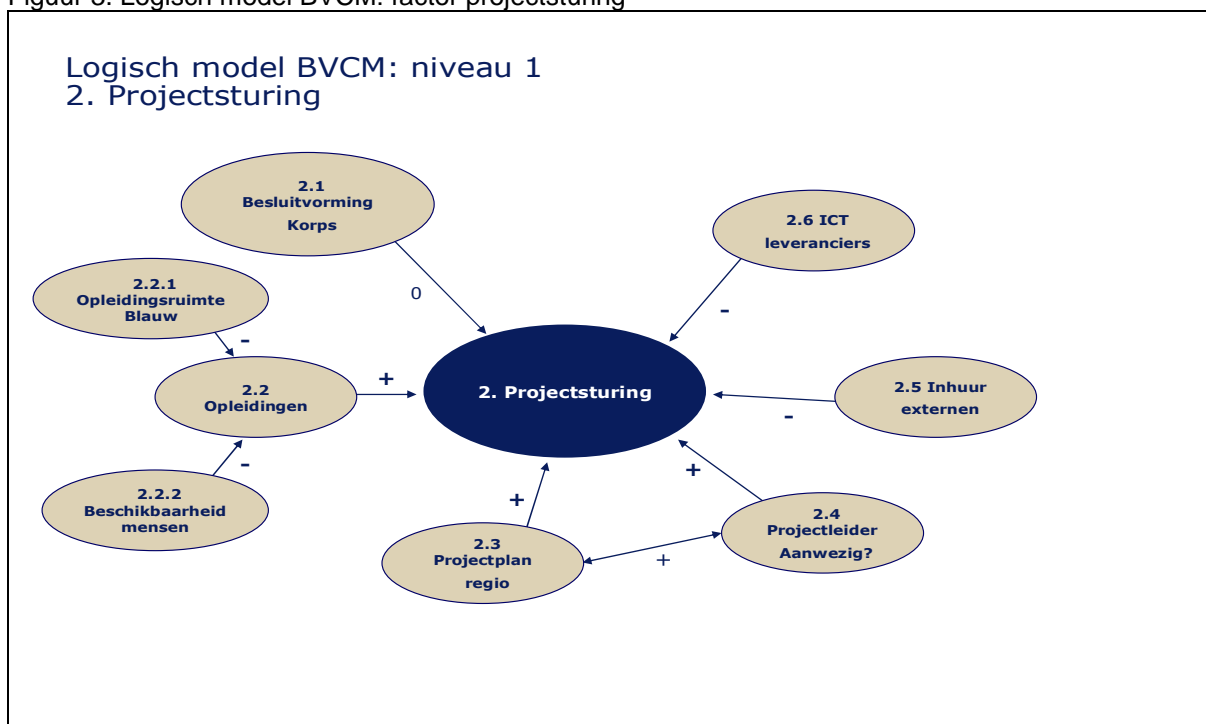 Figuur Logisch model BVCM: factor projectsturing
Logisch model BVCM: niveau 1
2. Projectsturing
2.1
Besluitvorming
Korps
2.6 ICT
leveranciers
2.2.1
Opleidingsruimte
Blauw
0
-
-
2.2
Opleidingen
+
2. Projectsturing
2.5 Inhuur
externen
-
-
2.2.2
Beschikbaarheid
mensen
+
+
2.3
Projectplan
regio
+
2.4
Projectleider
Aanwezig?